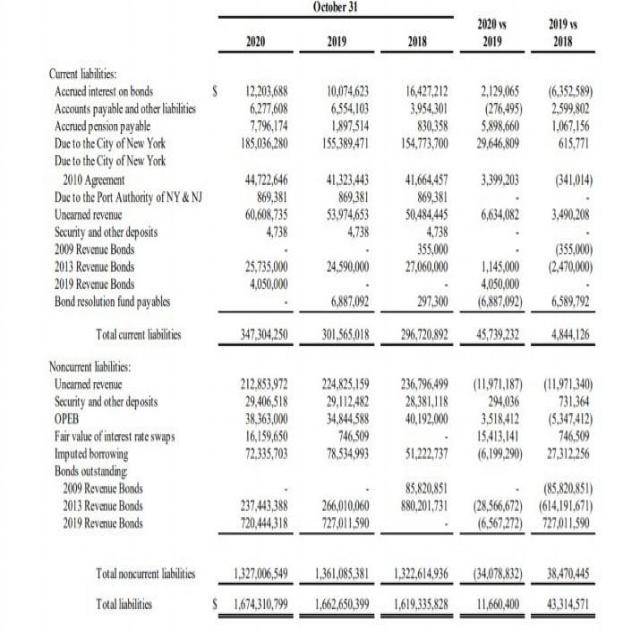 October 31
2020 vs 2019 vs
2020 2019 2018 2019 2018
Current liabilities:
Accrued interest on bonds $ 12,203,688 10,074,623 16,427,212 2,129,065 (6,352,589)
Accounts payable and other liabilities 6,277,608 6,554,103 3,954,301 (276,495) 2,599,802
Accrued pension payable 7,796,174 1,897,514 830,358 5,898,660 1,067,156
Due to the City of New York 185,036,280 155,389,471 154,773,700 29,646,809 615,771
Due to the City of New York
2010 Agreement 44,722,646 41,323,443 41,664,457 3,399,203 (341,014)
Due to the Port Authority of NY & NJ 869,381 869,381 869,381 - -
Unearned revenue 60,608,735 53,974,653 50,484,445 6,634,082 3,490,208
Security and other deposits 4,738 4,738 4,738 - -
2009 Revenue Bonds - - 355,000 - (355,000)
2013 Revenue Bonds 25,735,000 24,590,000 27,060,000 1,145,000 (2,470,000)
2019 Revenue Bonds 4,050,000 - - 4,050,000 -
Bond resolution fund payables - 6,887,092 297,300 (6,887,092) 6,589,792
Total current liabilities 347,304,250 301,565,018 296,720,892 45,739,232 4,844,126
Noncurrent liabilities:
Unearned revenue 212,853,972 224,825,159 236,796,499 (11,971,187) (11,971,340)
Security and other deposits 29,406,518 29,112,482 28,381,118 294,036 731,364
OPEB 38,363,000 34,844,588 40,192,000 3,518,412 (5,347,412)
Fair value of interest rate swaps 16,159,650 746,509 - 15,413,141 746,509
Imputed borrowing 72,335,703 78,534,993 51,222,737 (6,199,290) 27,312,256
Bonds outstanding:
2009 Revenue Bonds - - 85,820,851 - (85,820,851)
2013 Revenue Bonds 237,443,388 266,010,060 880,201,731 (28,566,672) (614,191,671)
2019 Revenue Bonds 720,444,318 727,011,590 - (6,567,272) 727,011,590
Total noncurrent liabilities 1,327,006,549 1,361,085,381 1,322,614,936 (34,078,832) 38,470,445
Total liabilities $ 1,674,310,799 1,662,650,399 1,619,335,828 11,660,400 43,314,571